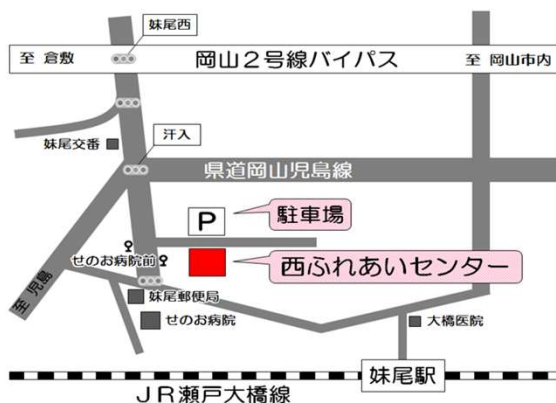 妹尾西
至 倉敷
岡山２号線バイパス
至 岡山市内
妹尾交番
汗入
県道岡山児島線
P
駐車場
せのお病院前
西ふれあいセンター
至 児島
妹尾郵便局
せのお病院
大橋医院
妹尾駅
ＪＲ瀬戸大橋線